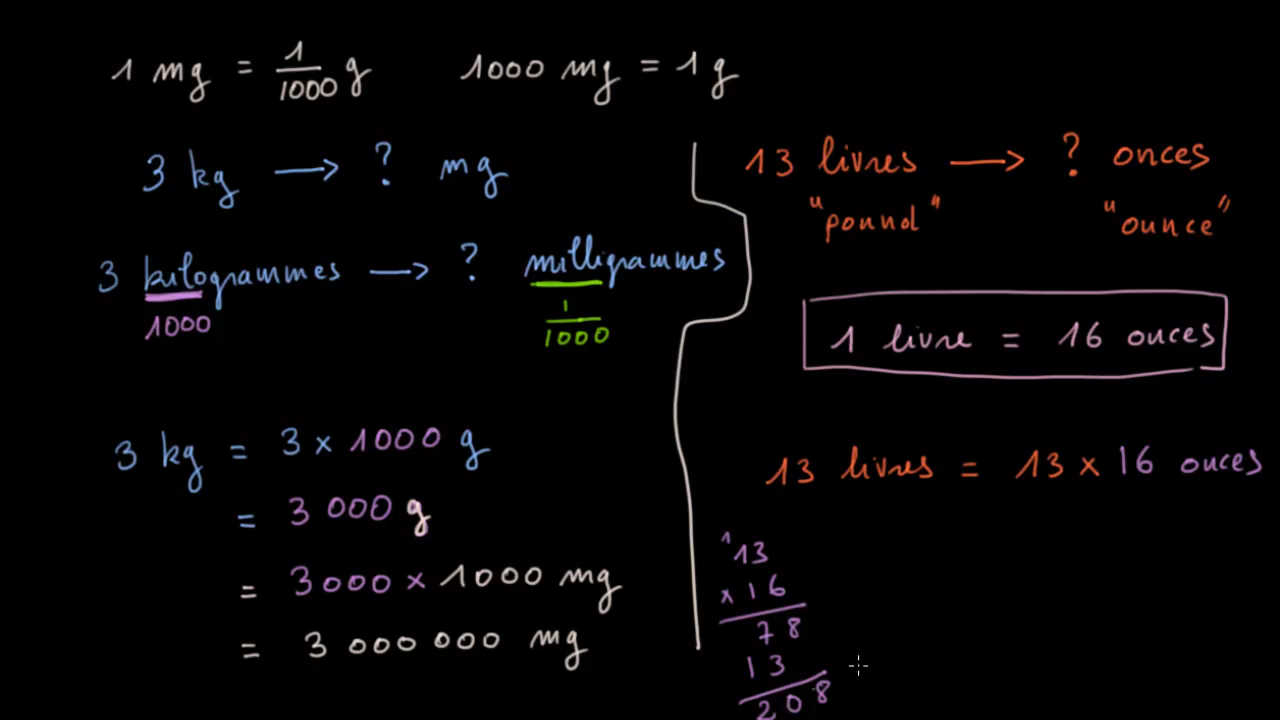 1 mg = 1/1000 g 1000 mg = 1 g
3 kg → ? mg
3 kilogrammes → ? milligrammes
1000 1/1000
3 kg = 3 × 1000 g
= 3 000 g
= 3000 × 1000 mg
= 3 000 000 mg
13 livres → ? onces
"pound" "ounce"
1 livre = 16 onces
13 livres = 13 × 16 onces
1
13
× 16
78
13
208